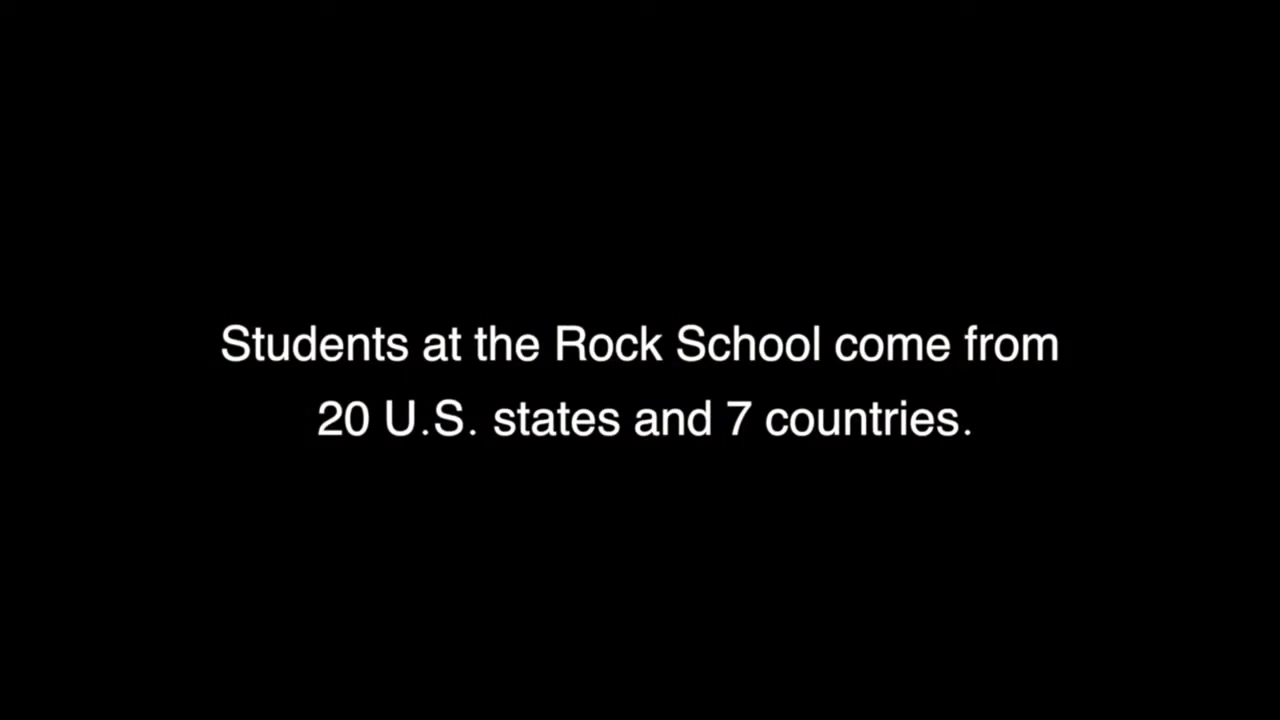 Students at the Rock School come from
20 U.S. states and 7 countries.